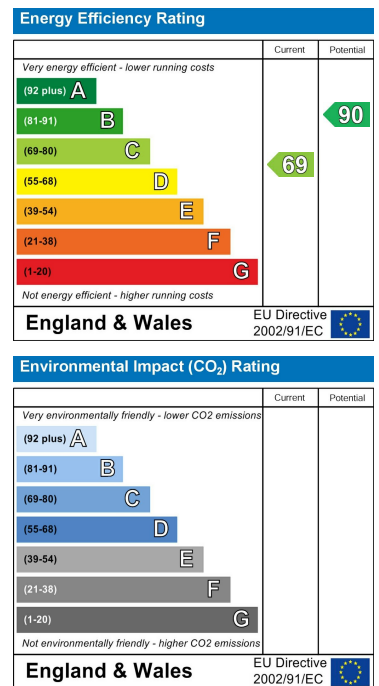 Energy Efficiency Rating
Current Potential
Very energy efficient - lower running costs
(92 plus) A
(81-91) B
(69-80) C
(55-68) D
(39-54) E
(21-38) F
(1-20) G
69
90
Not energy efficient - higher running costs
England & Wales
EU Directive
2002/91/EC
Environmental Impact (CO₂) Rating
Current Potential
Very environmentally friendly - lower CO2 emissions
(92 plus) A
(81-91) B
(69-80) C
(55-68) D
(39-54) E
(21-38) F
(1-20) G
Not environmentally friendly - higher CO2 emissions
England & Wales
EU Directive
2002/91/EC